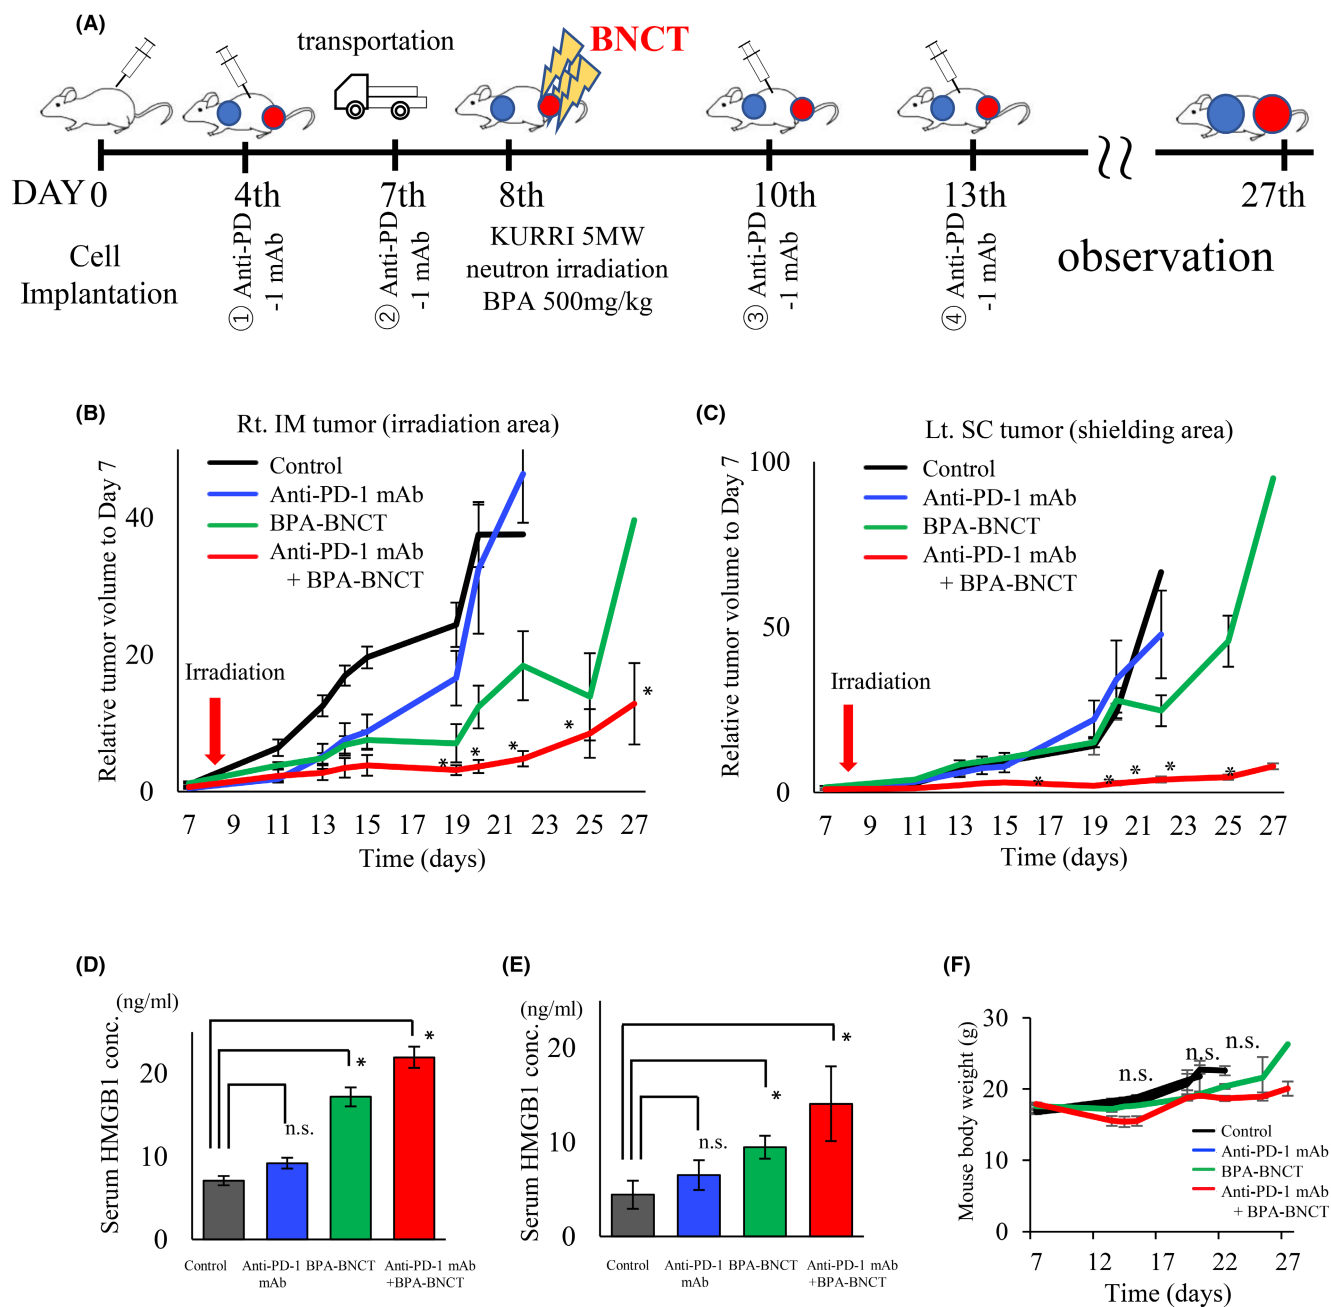 (A)
transportation
BNCT
DAY 0
4th
7th
8th
10th
13th
27th
Cell
Implantation
① Anti-PD
-1 mAb
② Anti-PD
-1 mAb
KURRI 5MW
neutron irradiation
BPA 500mg/kg
③ Anti-PD
-1 mAb
④ Anti-PD
-1 mAb
observation
(B)
Rt. IM tumor (irradiation area)
Relative tumor volume to Day 7
Control
Anti-PD-1 mAb
BPA-BNCT
Anti-PD-1 mAb
+ BPA-BNCT
Irradiation
40
20
0
* * * * *
7 9 11 13 15 17 19 21 23 25 27
Time (days)
(C)
Lt. SC tumor (shielding area)
Relative tumor volume to Day 7
Control
Anti-PD-1 mAb
BPA-BNCT
Anti-PD-1 mAb
+ BPA-BNCT
Irradiation
100
50
0
* * * * *
7 9 11 13 15 17 19 21 23 25 27
Time (days)
(D)
(ng/ml)
Serum HMGB1 conc.
20
10
0
n.s.
*
*
Control
Anti-PD-1
mAb
BPA-BNCT
Anti-PD-1 mAb
+BPA-BNCT
(E)
(ng/ml)
Serum HMGB1 conc.
20
10
0
n.s.
*
*
Control
Anti-PD-1
mAb
BPA-BNCT
Anti-PD-1 mAb
+BPA-BNCT
(F)
Mouse body weight (g)
30
20
10
0
n.s.
n.s.
n.s.
Control
Anti-PD-1 mAb
BPA-BNCT
Anti-PD-1 mAb
+ BPA-BNCT
7 12 17 22 27
Time (days)